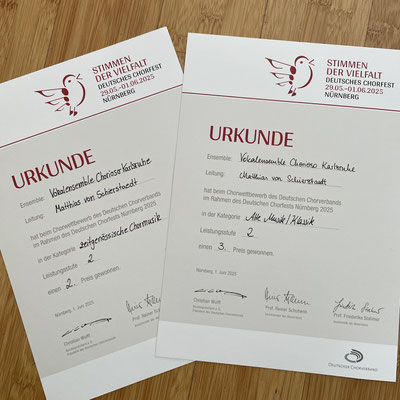 STIMMEN
DER VIELFALT
DEUTSCHES CHORFEST
29.05.–01.06.2025
NÜRNBERG
URKUNDE
Ensemble: Vokalensemble Chorioso Karlsruhe
Leitung: Matthias von Schierstaedt
hat beim Chorwettbewerb des Deutschen Chorverbands
im Rahmen des Deutschen Chorfests Nürnberg 2025
in der Kategorie zeitgenössische Chormusik
Leistungsstufe 2
einen 2. Preis gewonnen.
Nürnberg, 1. Juni 2025
Christian Wulff
STIMMEN
DER VIELFALT
DEUTSCHES CHORFEST
29.05.–01.06.2025
NÜRNBERG
URKUNDE
Ensemble: Vokalensemble Chorioso Karlsruhe
Leitung: Matthias von Schierstaedt
hat beim Chorwettbewerb des Deutschen Chorverbands
im Rahmen des Deutschen Chorfests Nürnberg 2025
in der Kategorie Alte Musik/Klassik
Leistungsstufe 2
einen 3. Preis gewonnen.
Nürnberg, 1. Juni 2025
Christian Wulff
Prof. Reiner Schuhenn
Prof. Friederike Stahmer
DEUTSCHER CHORVERBAND